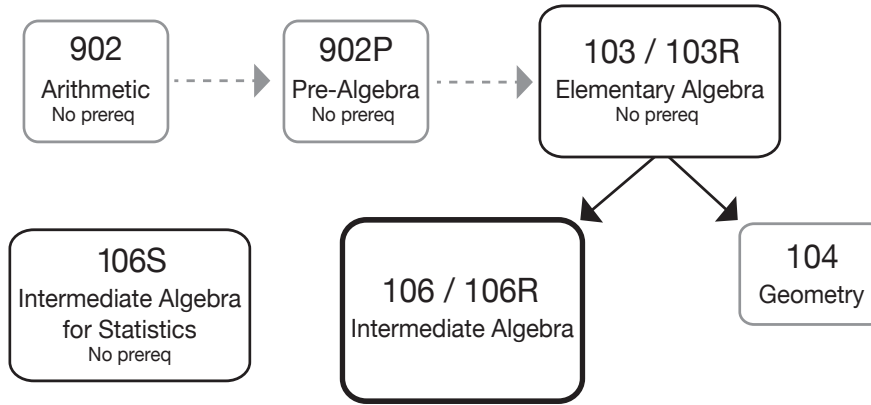 902
Arithmetic
No prereq
902P
Pre-Algebra
No prereq
103 / 103R
Elementary Algebra
No prereq
106S
Intermediate Algebra
for Statistics
No prereq
106 / 106R
Intermediate Algebra
104
Geometry